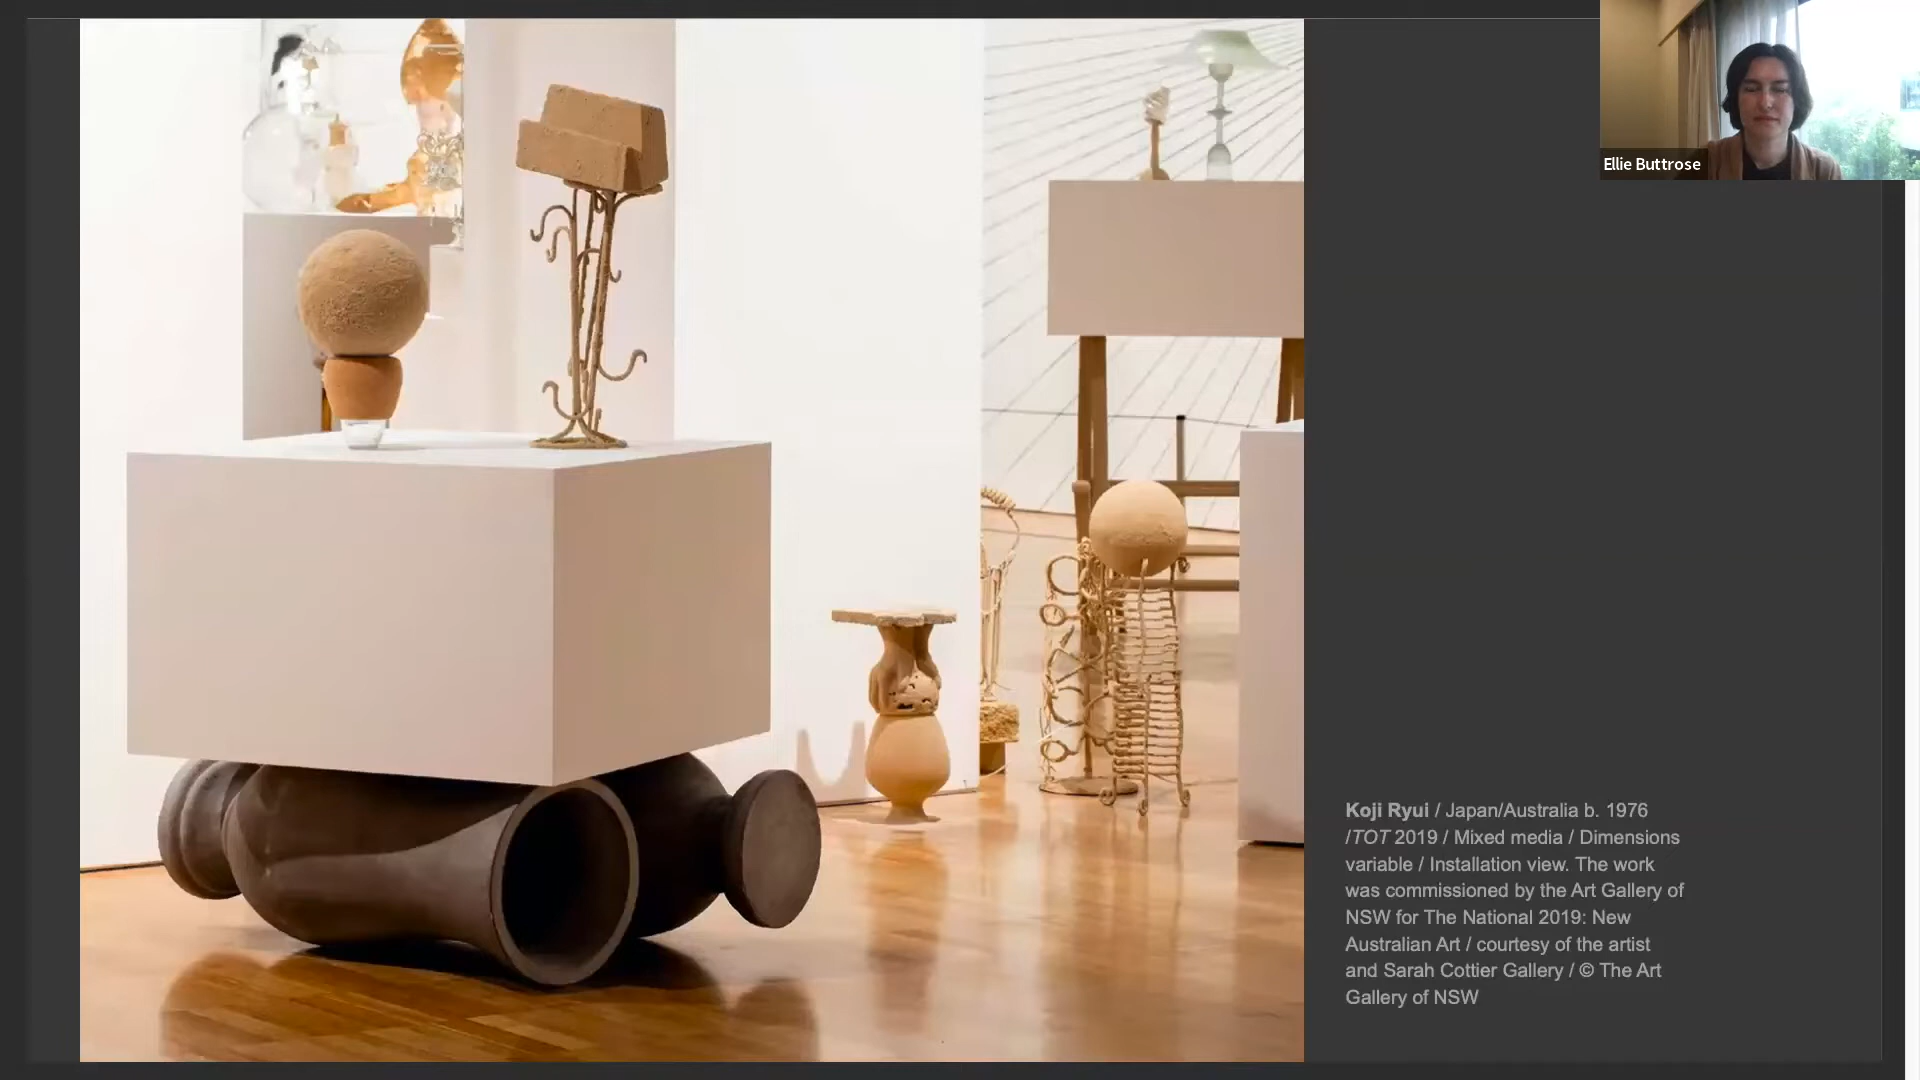 Ellie Buttrose
Koji Ryui / Japan/Australia b. 1976
/TOT 2019 / Mixed media / Dimensions
variable / Installation view. The work
was commissioned by the Art Gallery of
NSW for The National 2019: New
Australian Art / courtesy of the artist
and Sarah Cottier Gallery / © The Art
Gallery of NSW